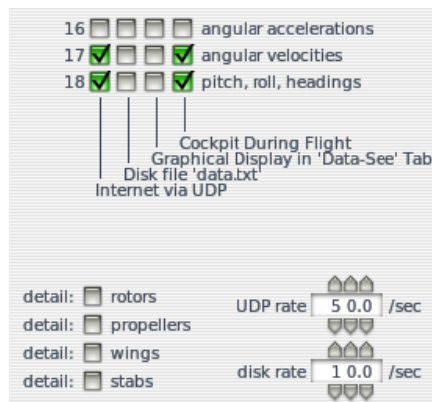 16 angular accelerations
17 angular velocities
18 pitch, roll, headings
Cockpit During Flight
Graphical Display in 'Data-See' Tab
Disk file 'data.txt'
Internet via UDP
detail: rotors
UDP rate 5 0.0 /sec
detail: propellers
detail: wings
disk rate 1 0.0 /sec
detail: stabs